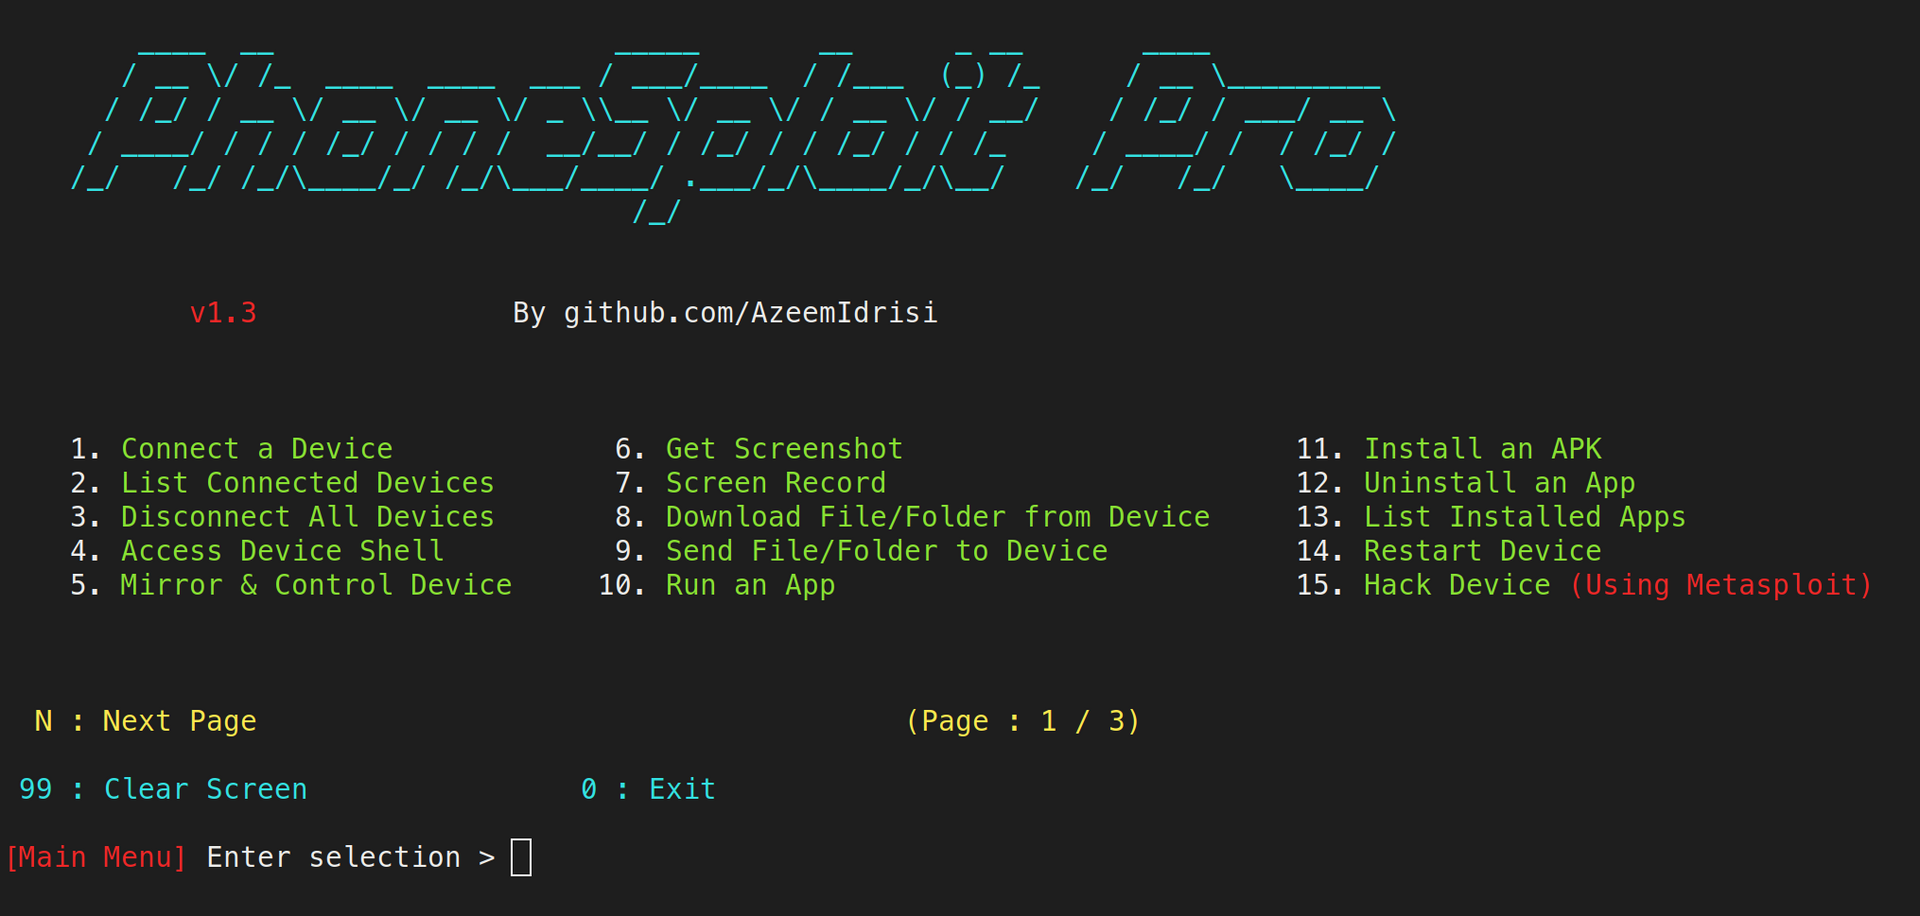 PhoneSploit Pro
v1.3 By github.com/AzeemIdrisi
1. Connect a Device 6. Get Screenshot 11. Install an APK
2. List Connected Devices 7. Screen Record 12. Uninstall an App
3. Disconnect All Devices 8. Download File/Folder from Device 13. List Installed Apps
4. Access Device Shell 9. Send File/Folder to Device 14. Restart Device
5. Mirror & Control Device 10. Run an App 15. Hack Device (Using Metasploit)
N : Next Page (Page : 1 / 3)
99 : Clear Screen 0 : Exit
[Main Menu] Enter selection >